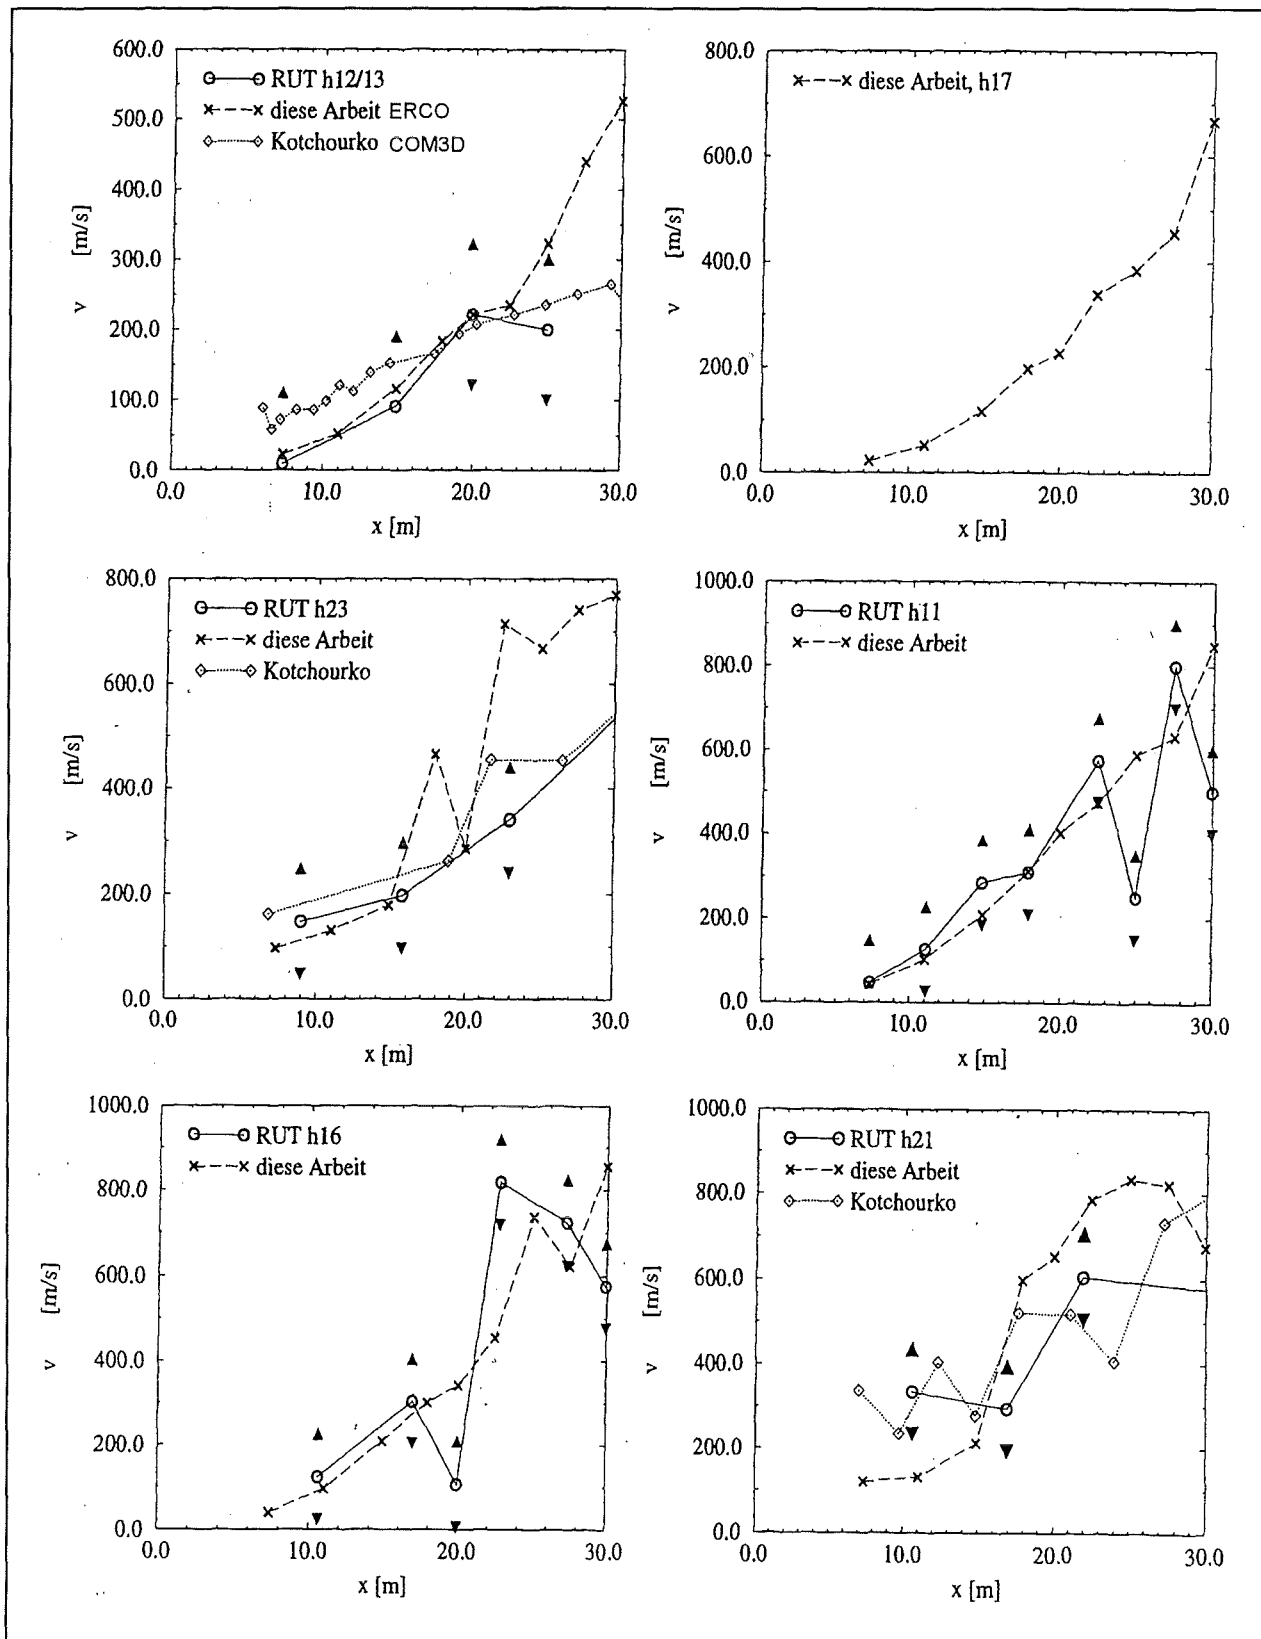 600.0
500.0
400.0
300.0
200.0
100.0
0.0
v [m/s]
RUT h12/13
diese Arbeit ERCO
Kotchourko COM3D
0.0 10.0 20.0 30.0
x [m]
800.0
600.0
400.0
200.0
0.0
v [m/s]
diese Arbeit, h17
0.0 10.0 20.0 30.0
x [m]
800.0
600.0
400.0
200.0
0.0
v [m/s]
RUT h23
diese Arbeit
Kotchourko
0.0 10.0 20.0 30.0
x [m]
1000.0
800.0
600.0
400.0
200.0
0.0
v [m/s]
RUT h11
diese Arbeit
0.0 10.0 20.0 30.0
x [m]
1000.0
800.0
600.0
400.0
200.0
0.0
v [m/s]
RUT h16
diese Arbeit
0.0 10.0 20.0 30.0
x [m]
1000.0
800.0
600.0
400.0
200.0
0.0
v [m/s]
RUT h21
diese Arbeit
Kotchourko
0.0 10.0 20.0 30.0
x [m]